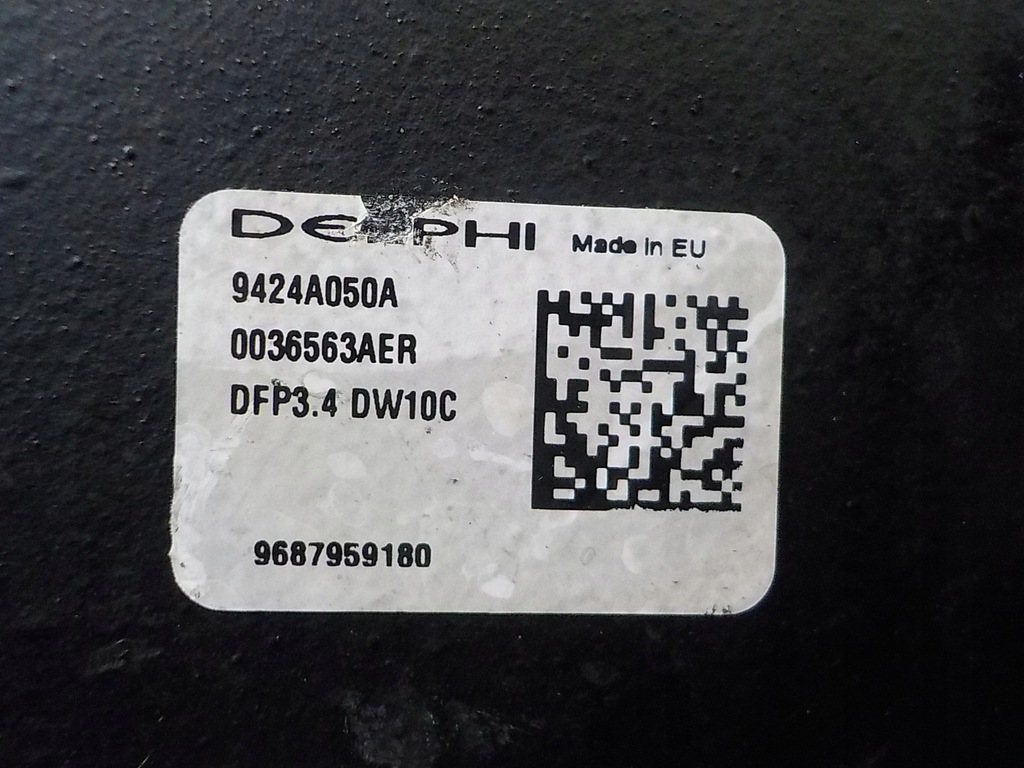 DELPHI Made in EU
9424A050A
0036563AER
DFP3.4 DW10C
9687959180